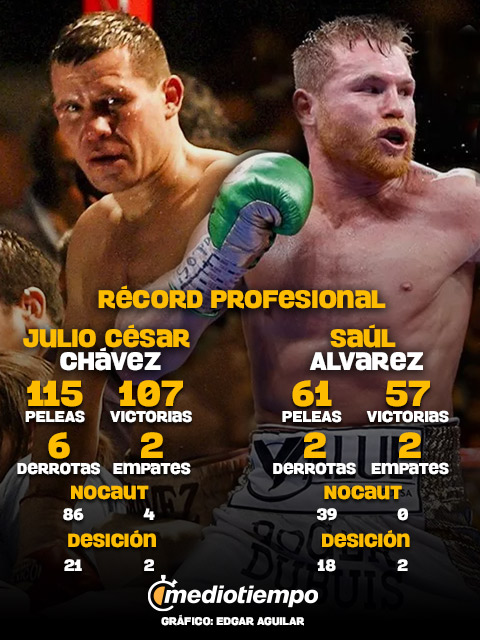 RÉCORD PROFESIONAL
JULIO CÉSAR
CHÁVEZ
115 107
PELEAS VICTORIAS
6 2
DERROTAS EMPATES
NOCAUT
86 4
DESICIÓN
21 2
SAÚL
ALVAREZ
61 57
PELEAS VICTORIAS
2 2
DERROTAS EMPATES
NOCAUT
39 0
DESICIÓN
18 2
ROGER
DUBUIS
mediotiempo
GRÁFICO: EDGAR AGUILAR